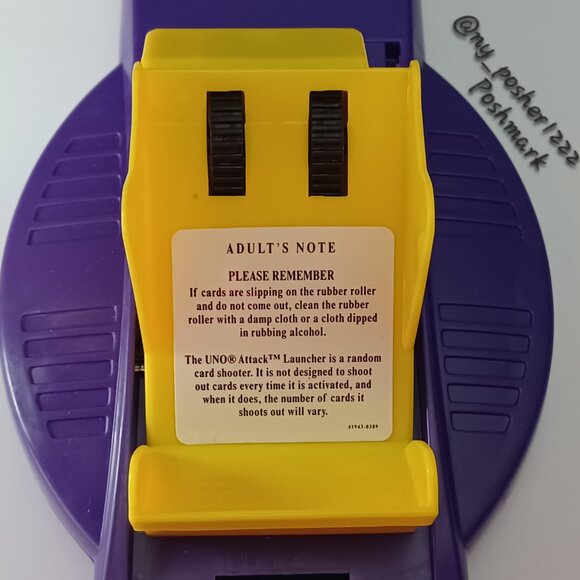 @ny_posher1222
Poshmark
ADULT'S NOTE
PLEASE REMEMBER
If cards are slipping on the rubber roller
and do not come out, clean the rubber
roller with a damp cloth or a cloth dipped
in rubbing alcohol.
The UNO® Attack™ Launcher is a random
card shooter. It is not designed to shoot
out cards every time it is activated, and
when it does, the number of cards it
shoots out will vary.
41943-0389